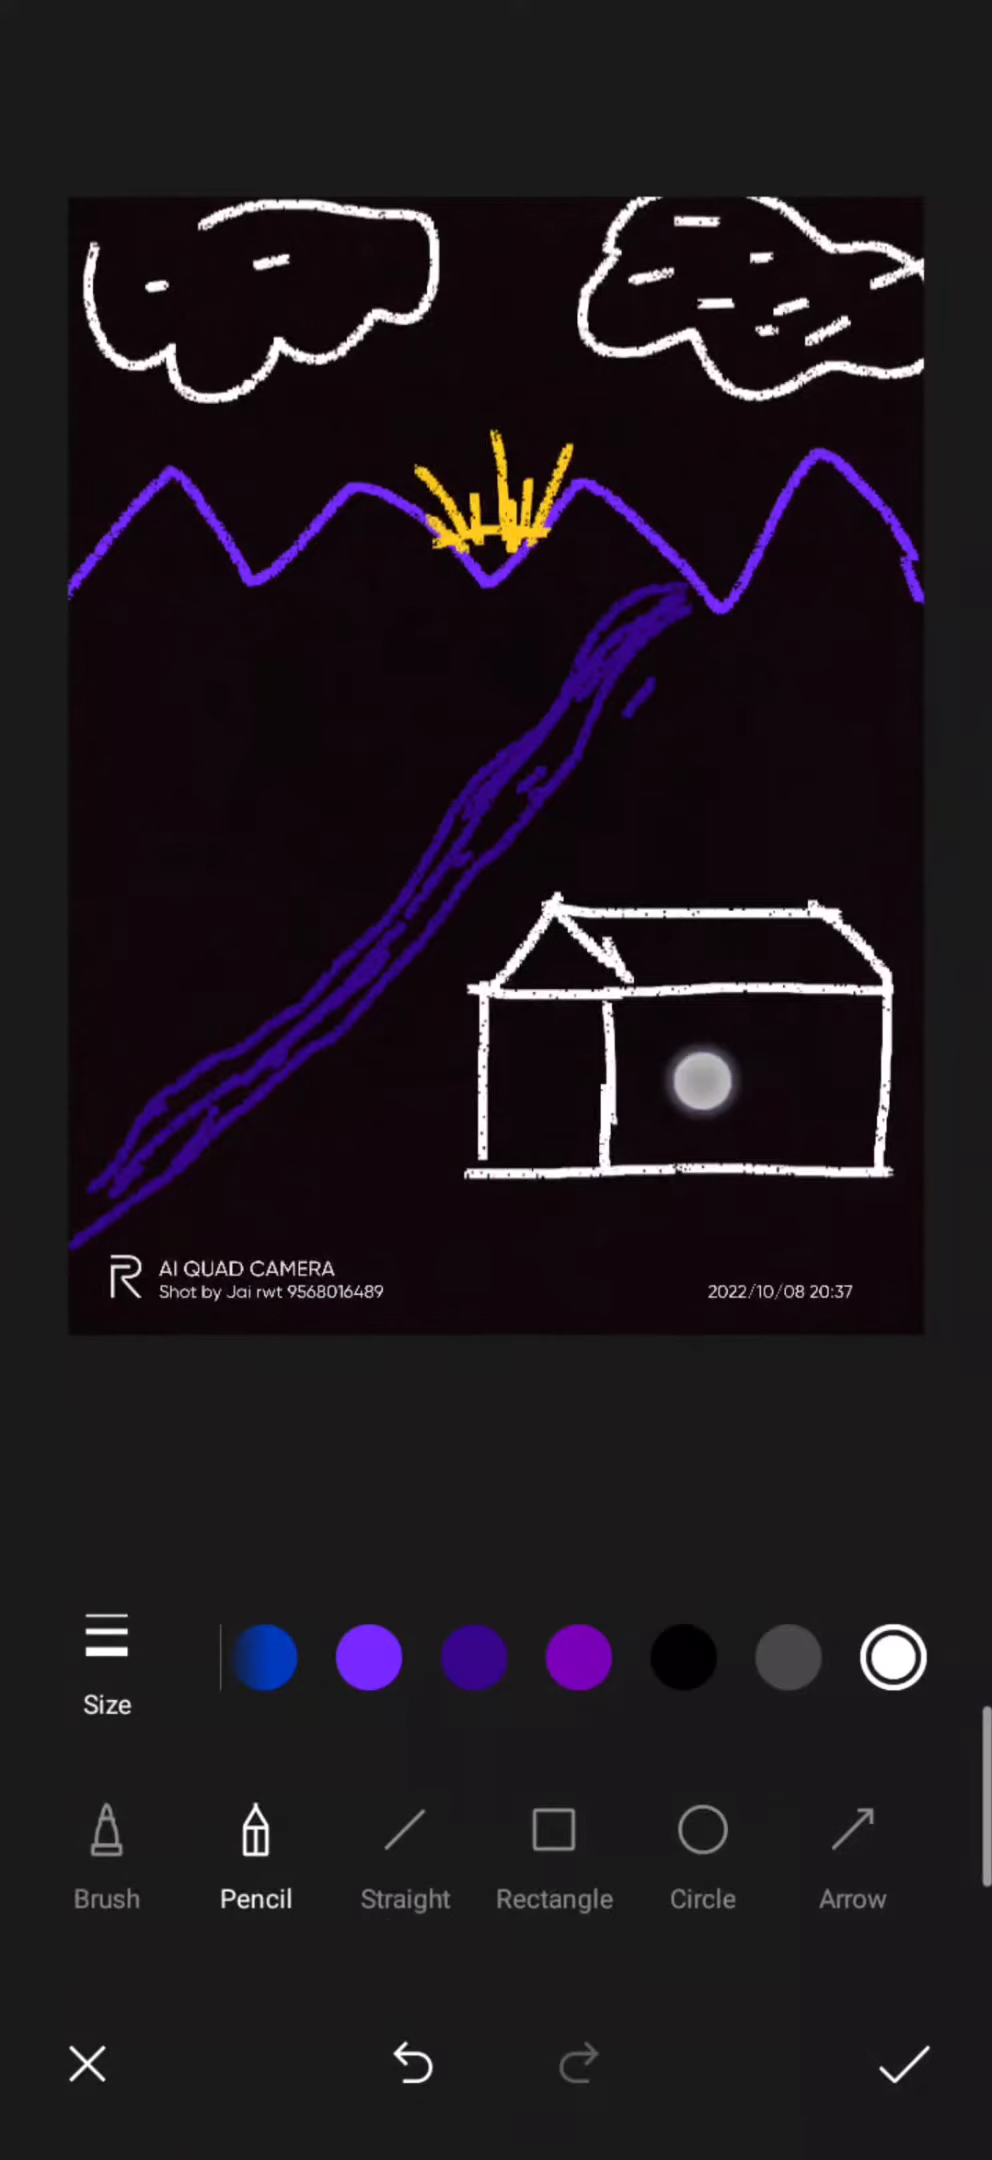 AI QUAD CAMERA
Shot by Jai rwt 9568016489
2022/10/08 20:37
Size
Brush
Pencil
Straight
Rectangle
Circle
Arrow